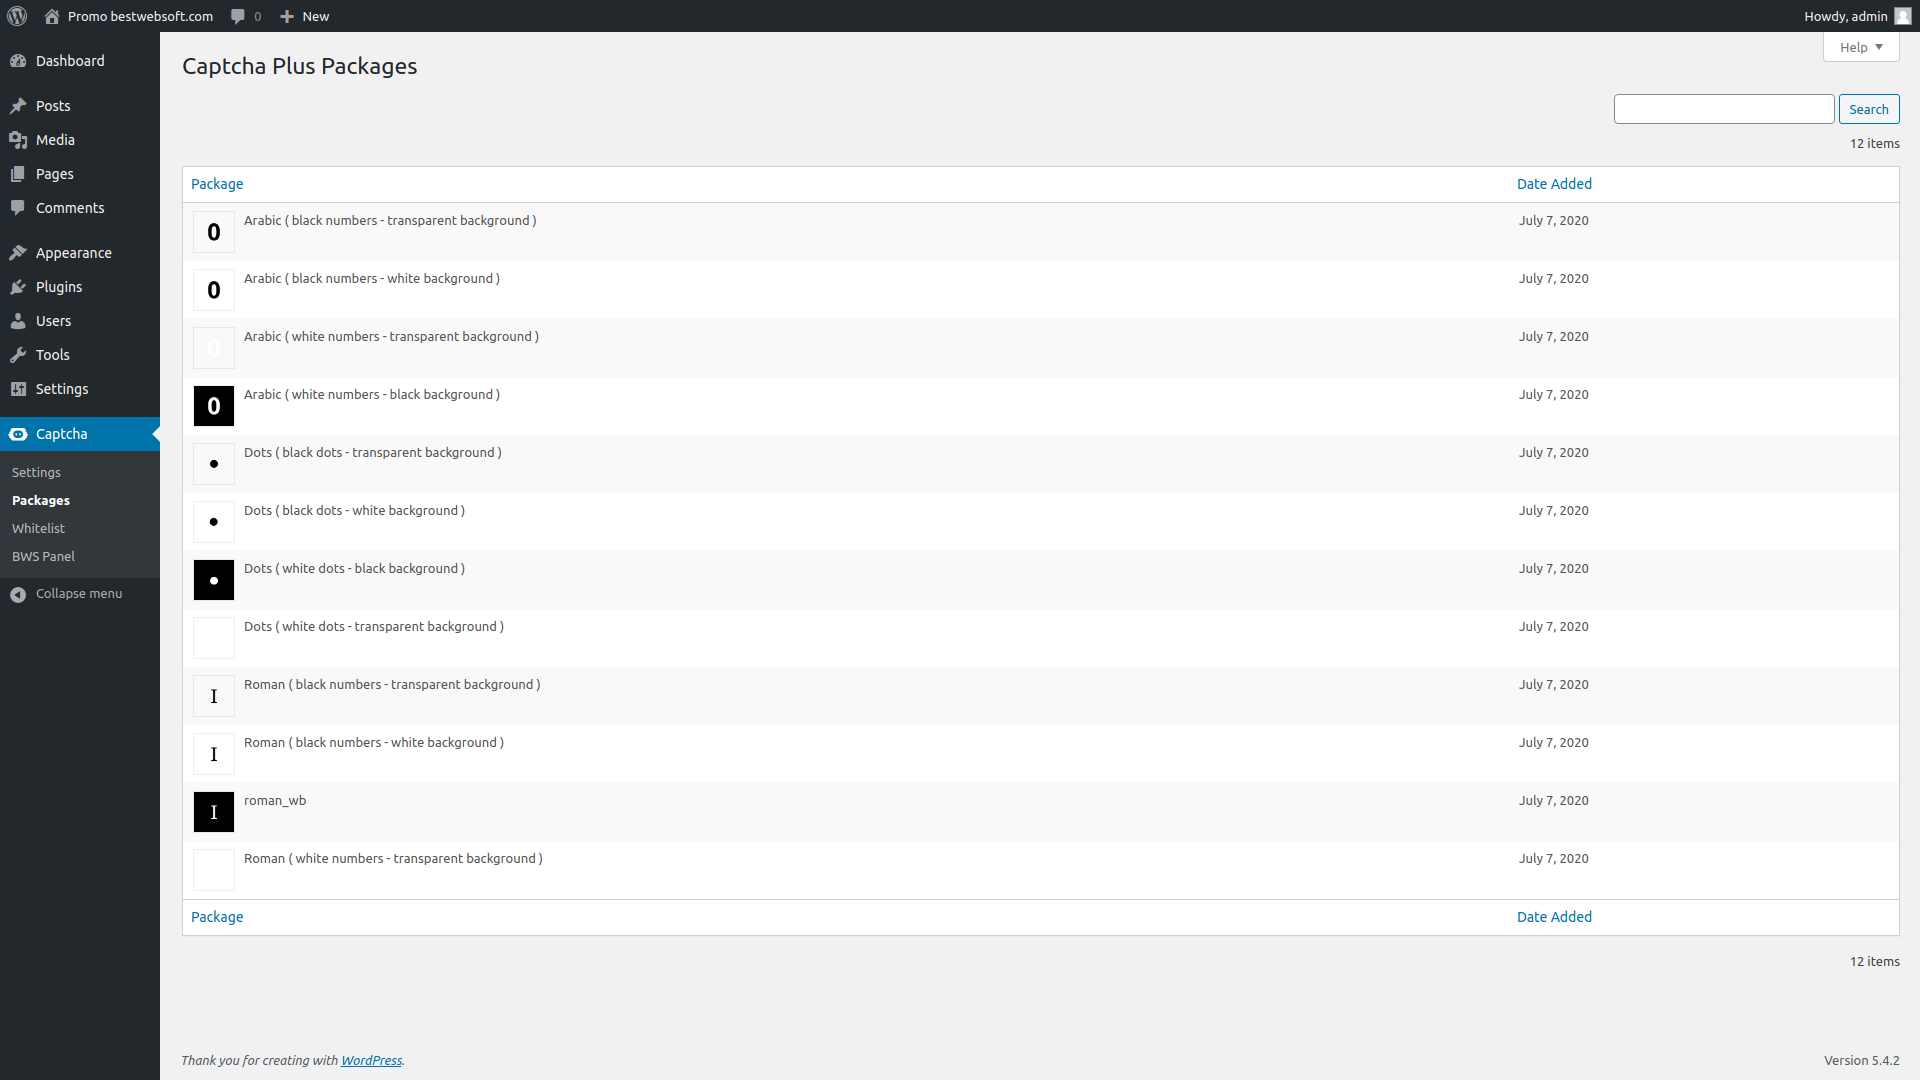 Promo bestwebsoft.com 0 New Howdy, admin
Help
Dashboard
Posts
Media
Pages
Comments
Appearance
Plugins
Users
Tools
Settings
Captcha
Settings
Packages
Whitelist
BWS Panel
Collapse menu
Captcha Plus Packages
Search
12 items
Package Date Added
0 Arabic ( black numbers - transparent background ) July 7, 2020
0 Arabic ( black numbers - white background ) July 7, 2020
0 Arabic ( white numbers - transparent background ) July 7, 2020
0 Arabic ( white numbers - black background ) July 7, 2020
Dots ( black dots - transparent background ) July 7, 2020
Dots ( black dots - white background ) July 7, 2020
Dots ( white dots - black background ) July 7, 2020
Dots ( white dots - transparent background ) July 7, 2020
I Roman ( black numbers - transparent background ) July 7, 2020
I Roman ( black numbers - white background ) July 7, 2020
I roman_wb July 7, 2020
Roman ( white numbers - transparent background ) July 7, 2020
Package Date Added
12 items
Thank you for creating with WordPress. Version 5.4.2